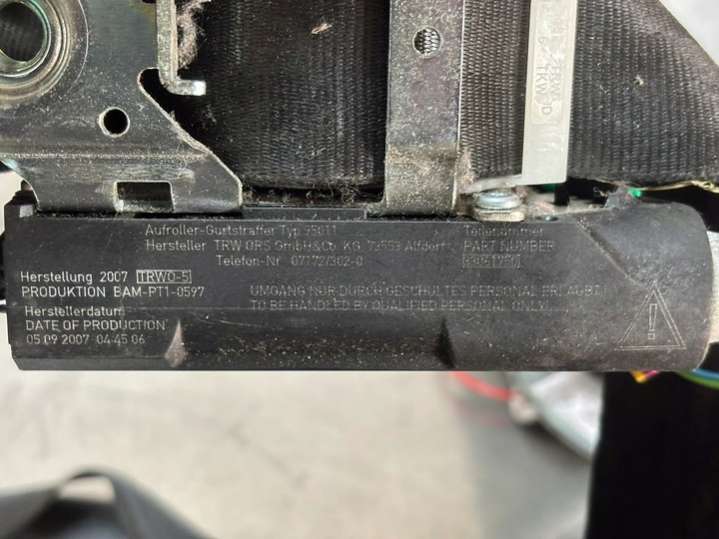 Aufroller-Gurtstraffer Typ
Hersteller TRW ORS GmbH&Co. KG 72553 Alfdorf
Telefon-Nr 07172/302-0
Teilenummer
PART NUMBER
Herstellung 2007 TRWO-5
PRODUKTION BAM-PT1-0597
UMGANG NUR DURCH GESCHULTES PERSONAL ERLAUBT
TO BE HANDLED BY QUALIFIED PERSONAL ONLY
Herstellerdatum
DATE OF PRODUCTION
05 09 2007 04 45 06